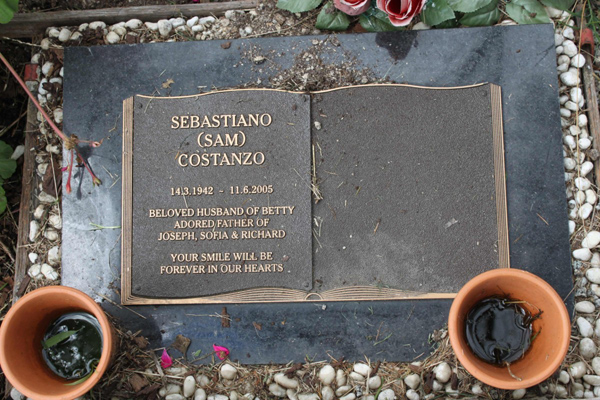 SEBASTIANO
(SAM)
COSTANZO
14.3.1942 - 11.6.2005
BELOVED HUSBAND OF BETTY
ADORED FATHER OF
JOSEPH, SOFIA & RICHARD
YOUR SMILE WILL BE
FOREVER IN OUR HEARTS